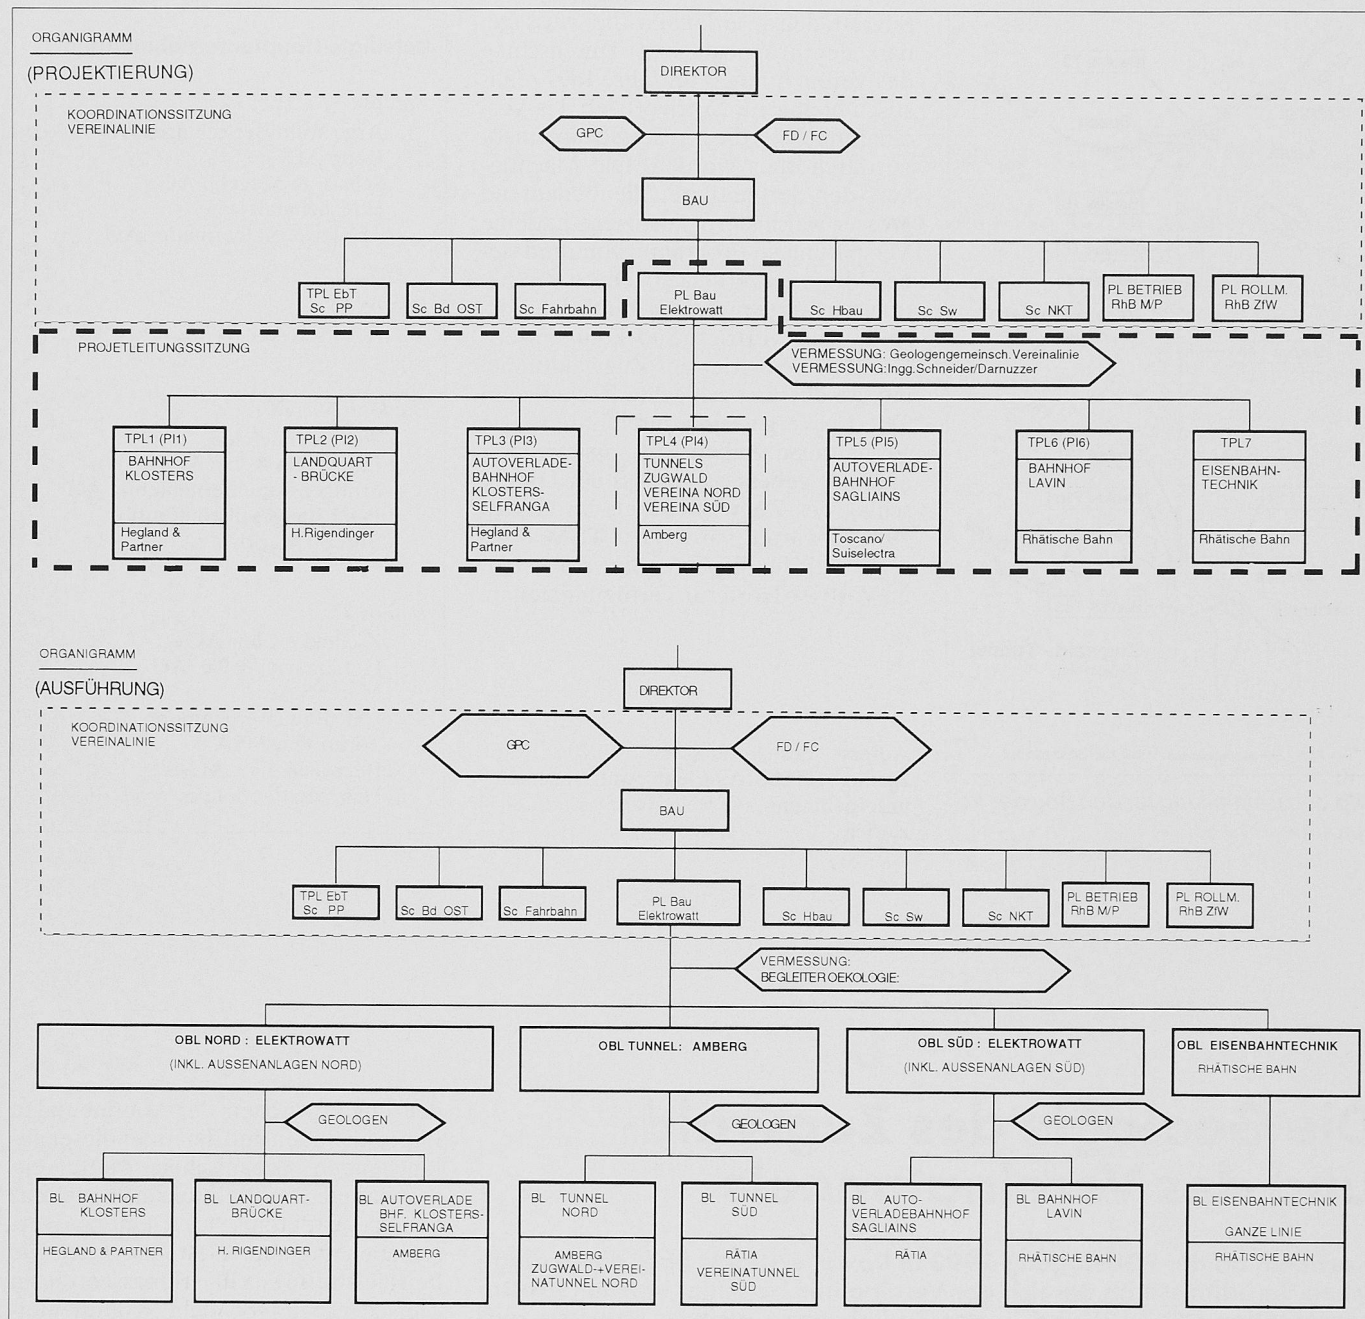 ORGANIGRAMM
(PROJEKTIERUNG)
DIREKTOR
KOORDINATIONSSITZUNG
VEREINALINIE
GPC
FD / FC
BAU
TPL EbT
Sc PP
Sc Bd OST
Sc Fahrbahn
PL Bau
Elektrowatt
Sc Hbau
Sc Sw
Sc NKT
PL BETRIEB
RhB M/P
PL ROLLM.
RhB ZfW
PROJETLEITUNGSSITZUNG
VERMESSUNG: Geologengemeinsch.Vereinalinie
VERMESSUNG:Ingg.Schneider/Darnuzzer
TPL1 (PI1)
BAHNHOF
KLOSTERS
Hegland &
Partner
TPL2 (PI2)
LANDQUART
- BRÜCKE
H.Rigendinger
TPL3 (PI3)
AUTOVERLADE-
BAHNHOF
KLOSTERS-
SELFRANGA
Hegland &
Partner
TPL4 (PI4)
TUNNELS
ZUGWALD
VEREINA NORD
VEREINA SÜD
Amberg
TPL5 (PI5)
AUTOVERLADE-
BAHNHOF
SAGLIAINS
Toscano/
Suiselectra
TPL6 (PI6)
BAHNHOF
LAVIN
Rhätische Bahn
TPL7
EISENBAHN-
TECHNIK
Rhätische Bahn
ORGANIGRAMM
(AUSFÜHRUNG)
DIREKTOR
KOORDINATIONSSITZUNG
VEREINALINIE
GPC
FD / FC
BAU
TPL EbT
Sc PP
Sc Bd OST
Sc Fahrbahn
PL Bau
Elektrowatt
Sc Hbau
Sc Sw
Sc NKT
PL BETRIEB
RhB M/P
PL ROLLM.
RhB ZfW
VERMESSUNG:
BEGLEITER OEKOLOGIE:
OBL NORD : ELEKTROWATT
(INKL. AUSSENANLAGEN NORD)
OBL TUNNEL: AMBERG
OBL SÜD : ELEKTROWATT
(INKL. AUSSENANLAGEN SÜD)
OBL EISENBAHNTECHNIK
RHÄTISCHE BAHN
GEOLOGEN
GEOLOGEN
GEOLOGEN
BL BAHNHOF
KLOSTERS
HEGLAND & PARTNER
BL LANDQUART-
BRÜCKE
H. RIGENDINGER
BL AUTOVERLADE
BHF. KLOSTERS-
SELFRANGA
AMBERG
BL TUNNEL
NORD
AMBERG
ZUGWALD-+VEREI-
NATUNNEL NORD
BL TUNNEL
SÜD
RÄTIA
VEREINATUNNEL
SÜD
BL AUTO-
VERLADEBAHNHOF
SAGLIAINS
RÄTIA
BL BAHNHOF
LAVIN
RHÄTISCHE BAHN
BL EISENBAHNTECHNIK
GANZE LINIE
RHÄTISCHE BAHN